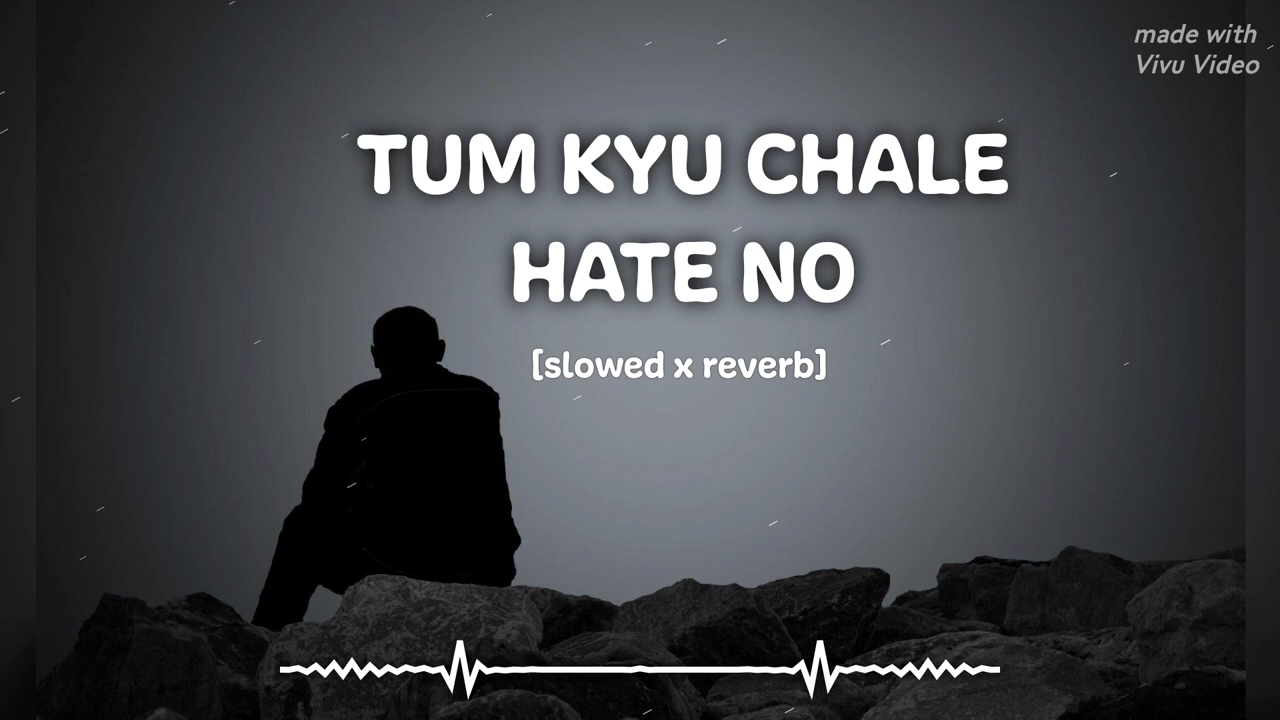 made with
Vivu Video
TUM KYU CHALE
HATE NO
[slowed x reverb]